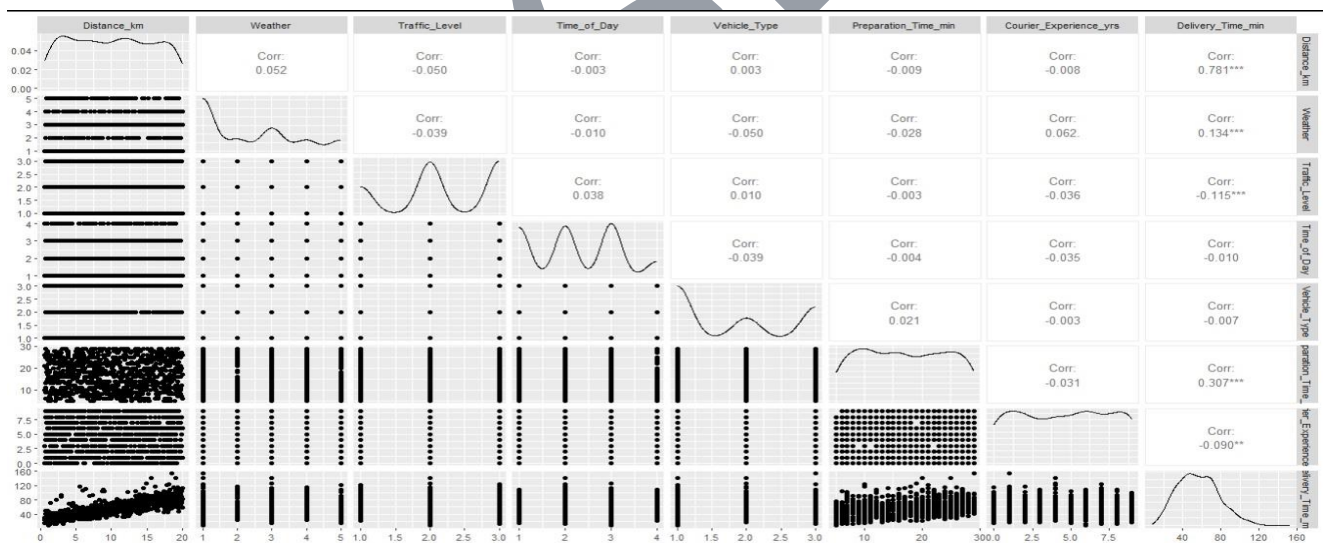 Distance_km Weather Traffic_Level Time_of_Day Vehicle_Type Preparation_Time_min Courier_Experience_yrs Delivery_Time_min
0.04
0.02
0.00
Corr: Corr: Corr: Corr: Corr: Corr: Corr:
0.052 -0.050 -0.003 0.003 -0.009 -0.008 0.781***
Distance_km
5
4
3
2
1
Corr: Corr: Corr: Corr: Corr: Corr:
-0.039 -0.010 -0.050 -0.028 0.062. 0.134***
Weather
3.0
2.5
2.0
1.5
1.0
Corr: Corr: Corr: Corr: Corr:
0.038 0.010 -0.003 -0.036 -0.115***
Traffic_Level
4
3
2
1
Corr: Corr: Corr: Corr:
-0.039 -0.004 -0.035 -0.010
Time_of_Day
3.0
2.5
2.0
1.5
1.0
Corr: Corr: Corr:
0.021 -0.003 -0.007
Vehicle_Type
30
20
10
Corr: Corr:
-0.031 0.307***
paration_Time_
7.5
5.0
2.5
0.0
Corr:
-0.090**
ier_Experience
160
120
80
40
elivery_Time_m
0 5 10 15 20 1 2 3 4 5 1.0 1.5 2.0 2.5 3.0 1 2 3 4 1.0 1.5 2.0 2.5 3.0 10 20 30 0.0 2.5 5.0 7.5 40 80 120 160